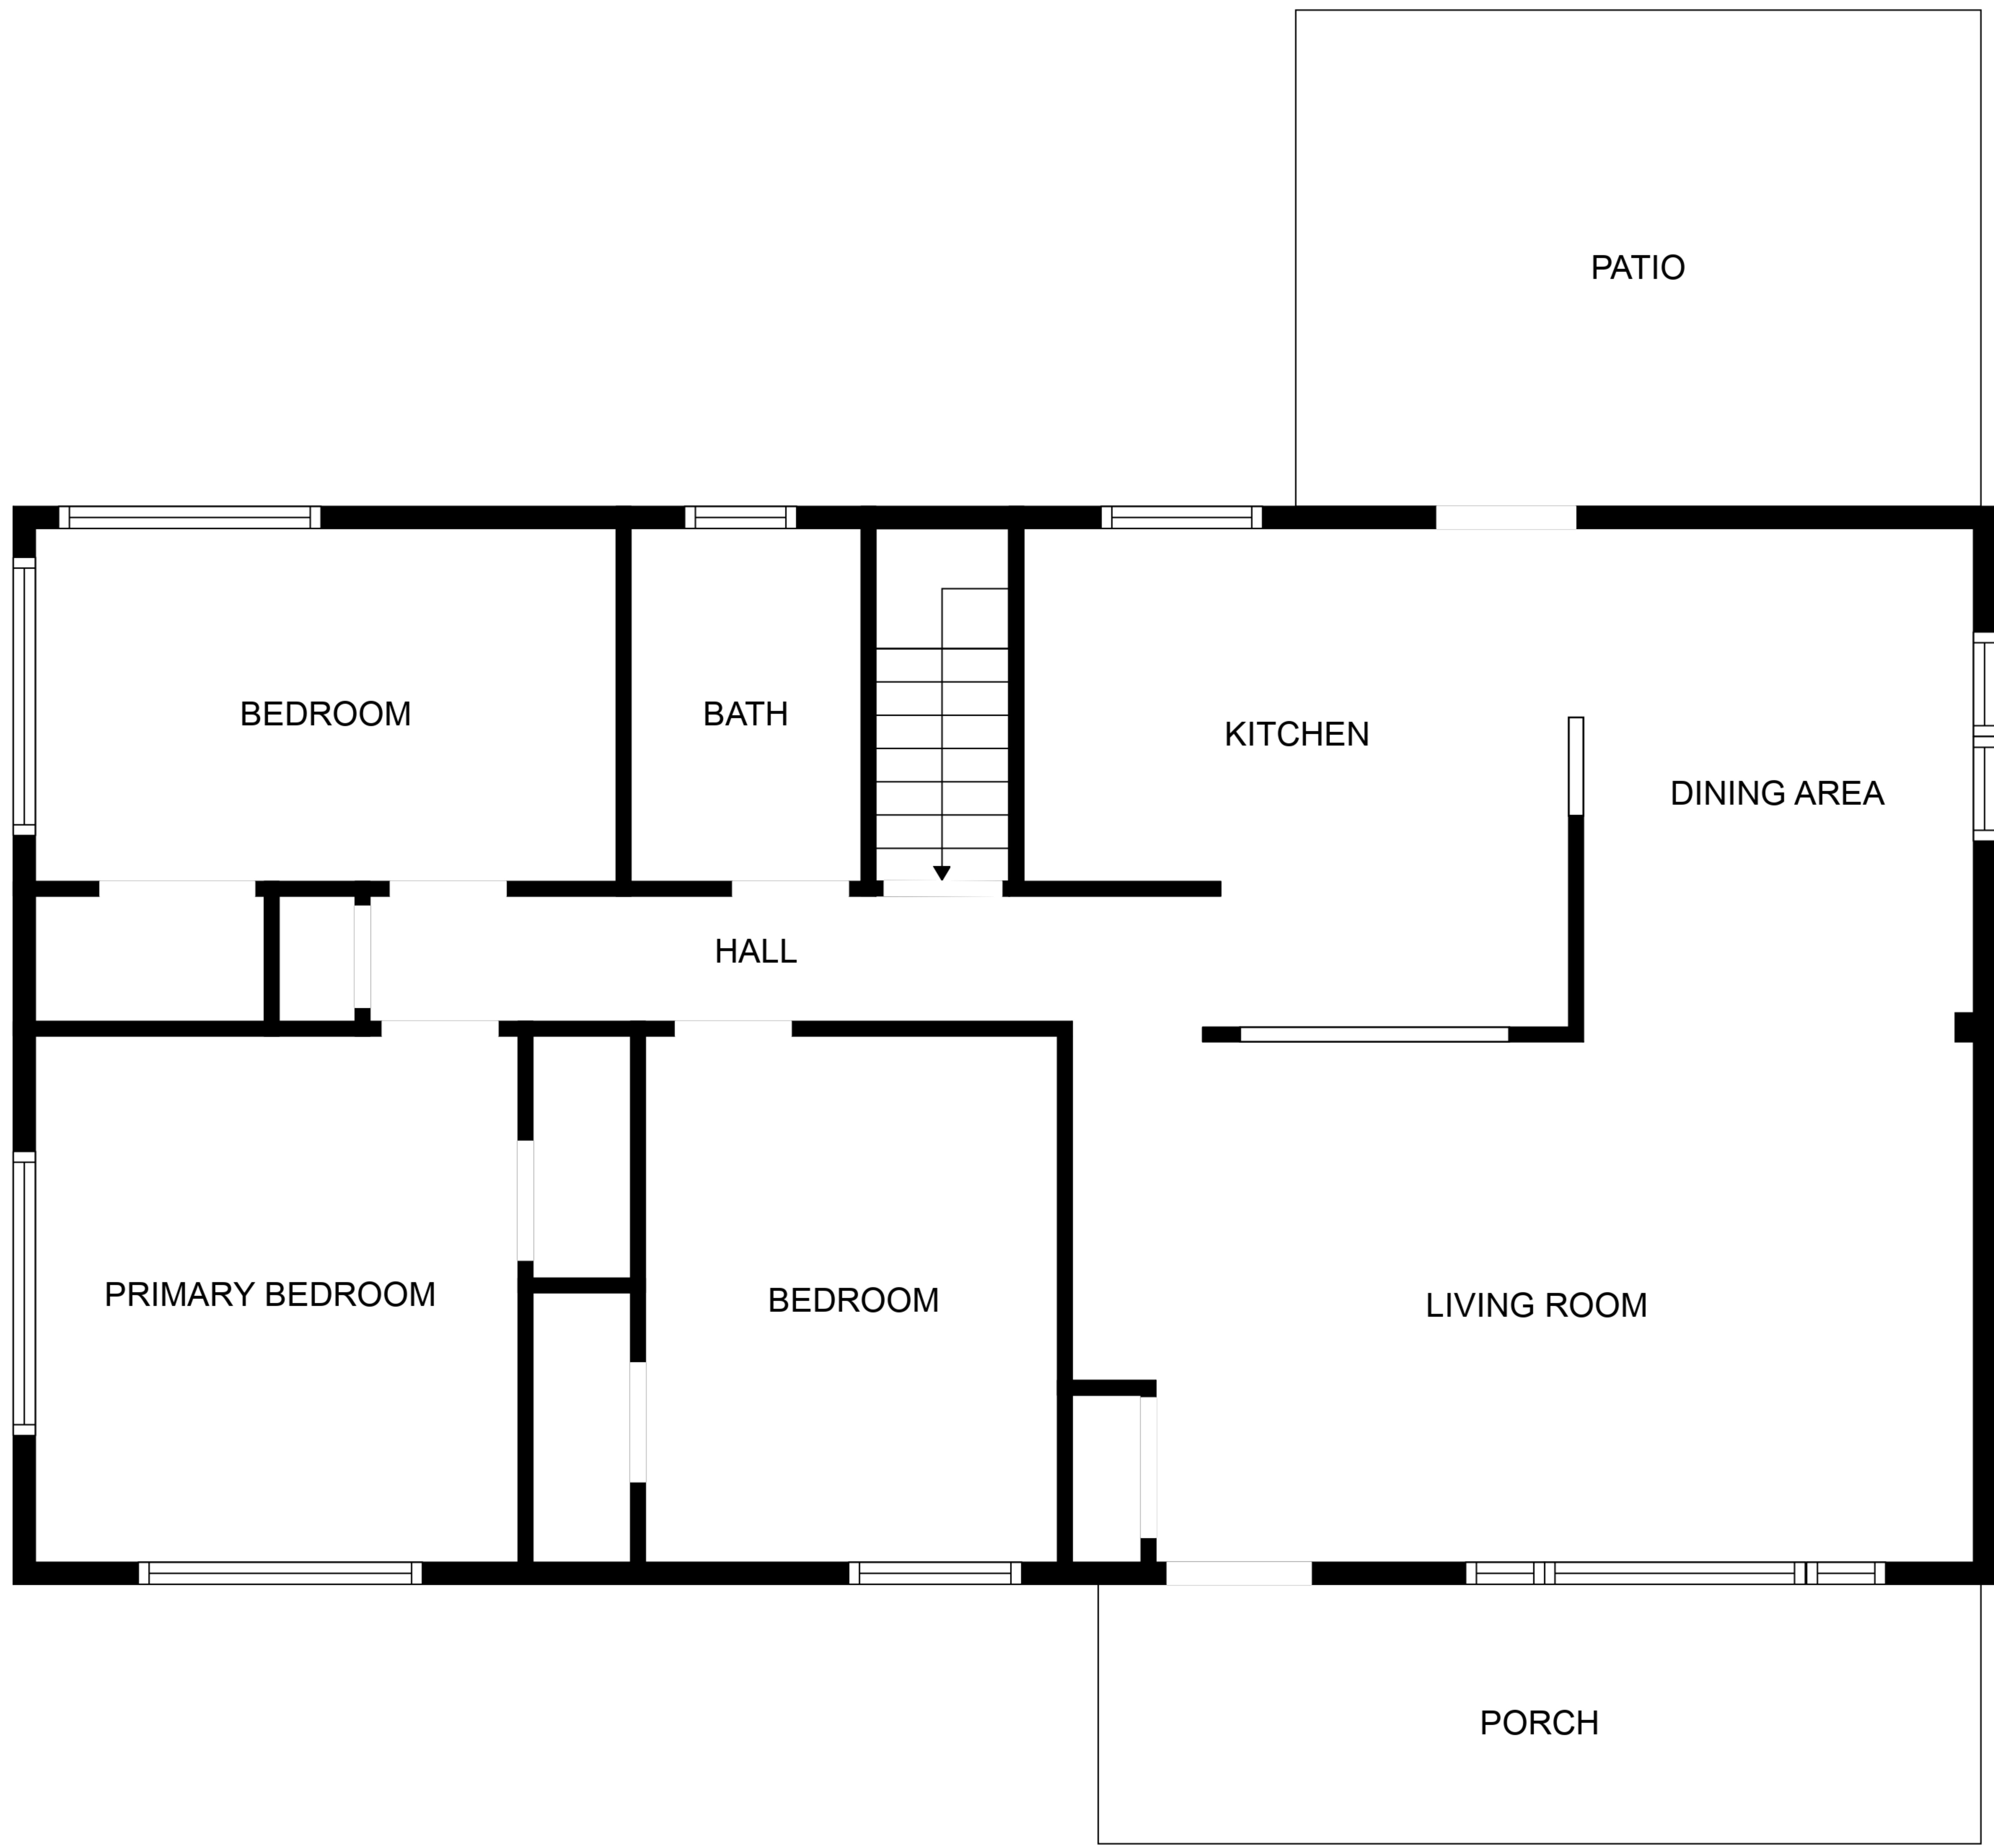 PATIO
BEDROOM
BATH
KITCHEN
DINING AREA
HALL
PRIMARY BEDROOM
BEDROOM
LIVING ROOM
PORCH